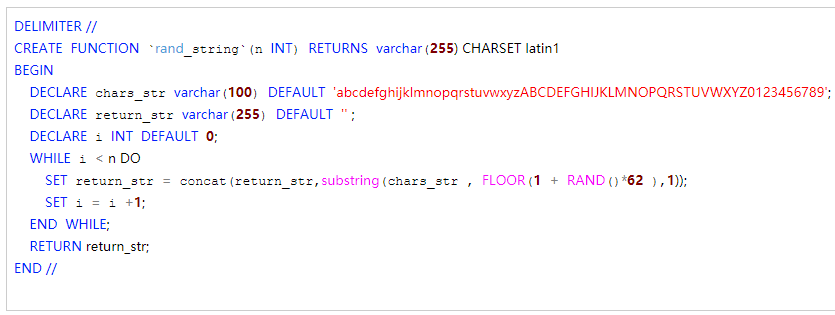 DELIMITER //
CREATE FUNCTION `rand_string`(n INT) RETURNS varchar(255) CHARSET latin1
BEGIN
DECLARE chars_str varchar(100) DEFAULT 'abcdefghijklmnopqrstuvwxyzABCDEFGHIJKLMNOPQRSTUVWXYZ0123456789';
DECLARE return_str varchar(255) DEFAULT '' ;
DECLARE i INT DEFAULT 0;
WHILE i < n DO
SET return_str = concat(return_str,substring(chars_str , FLOOR(1 + RAND()*62 ),1));
SET i = i +1;
END WHILE;
RETURN return_str;
END //